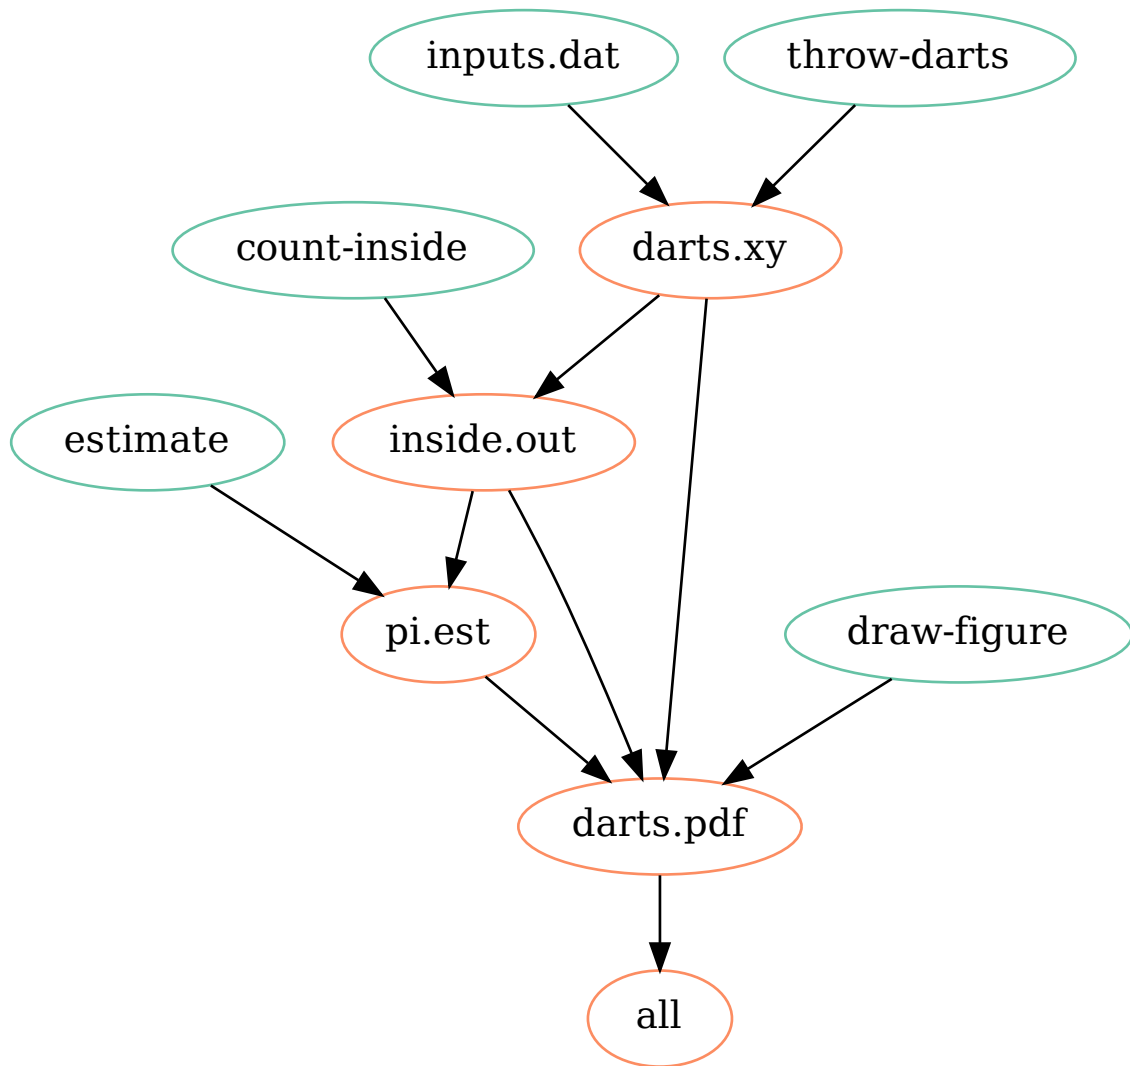 inputs.dat
throw-darts
count-inside
darts.xy
estimate
inside.out
pi.est
draw-figure
darts.pdf
all